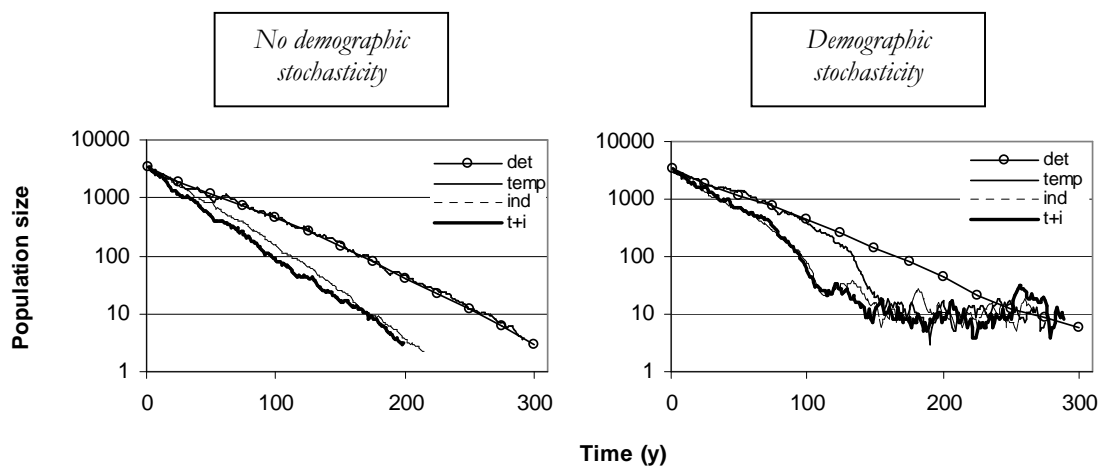 No demographic
stochasticity
Demographic
stochasticity
Population size
10000
1000
100
10
1
0
100
200
300
det
temp
ind
t+i
10000
1000
100
10
1
0
100
200
300
det
temp
ind
t+i
Time (y)